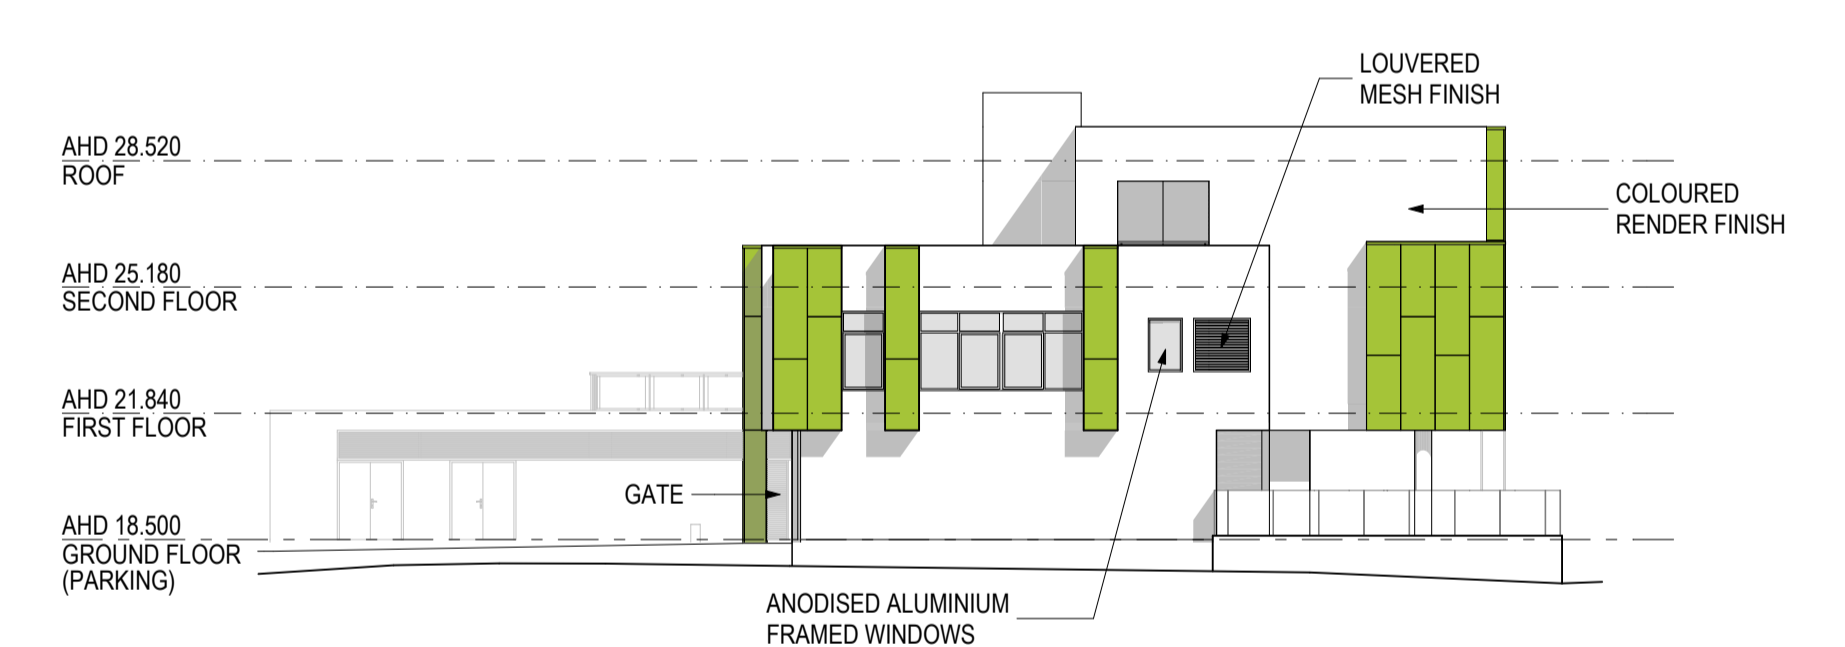 LOUVERED
MESH FINISH
AHD 28.520
ROOF
COLOURED
RENDER FINISH
AHD 25.180
SECOND FLOOR
AHD 21.840
FIRST FLOOR
GATE
AHD 18.500
GROUND FLOOR
(PARKING)
ANODISED ALUMINIUM
FRAMED WINDOWS